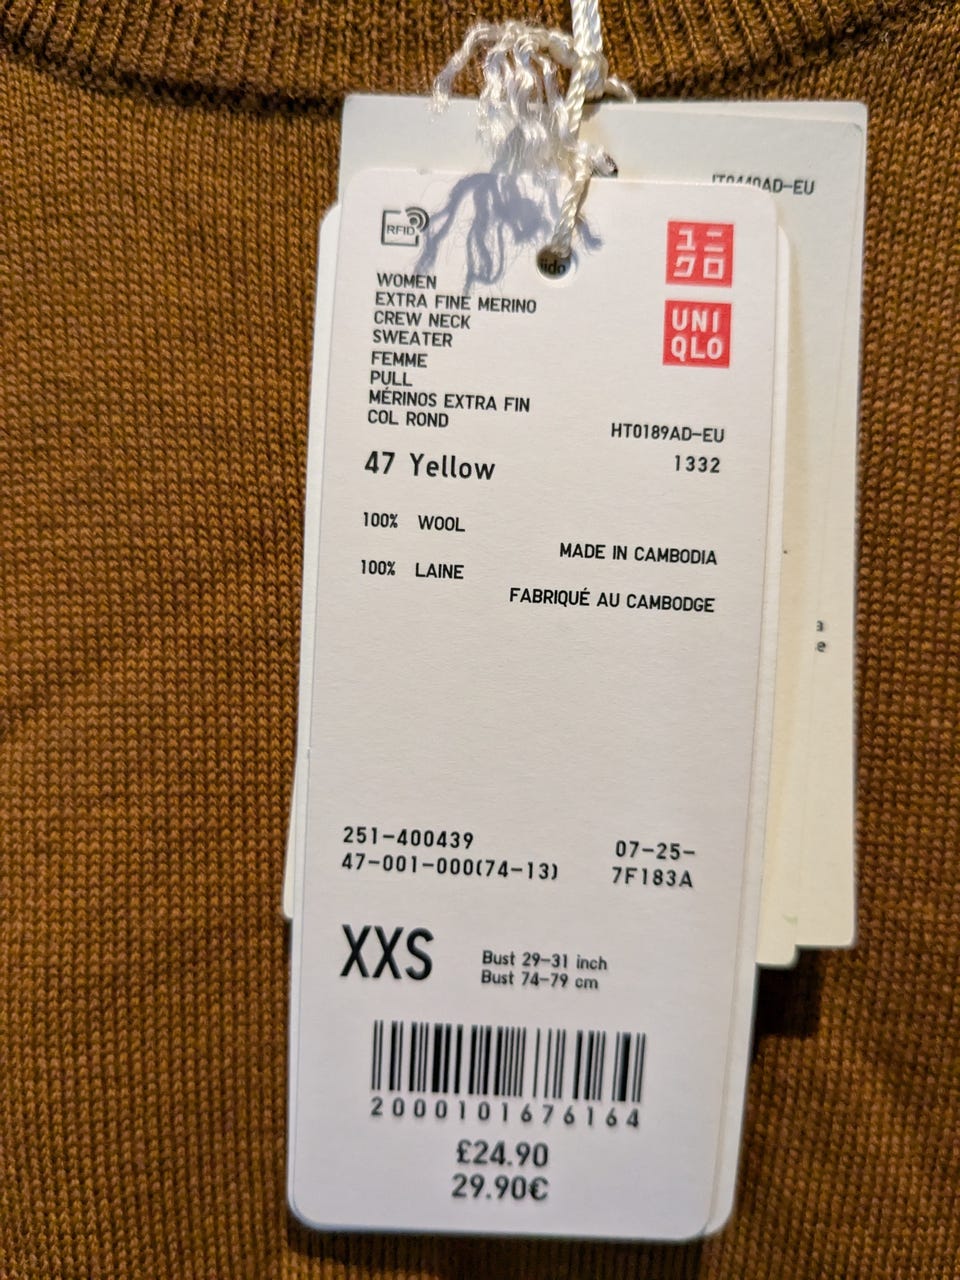 RFID
ユニ
クロ
UNI
QLO
WOMEN
EXTRA FINE MERINO
CREW NECK
SWEATER
FEMME
PULL
MÉRINOS EXTRA FIN
COL ROND
HT0189AD-EU
47 Yellow
1332
100% WOOL
MADE IN CAMBODIA
100% LAINE
FABRIQUÉ AU CAMBODGE
251-400439
07-25-
47-001-000(74-13)
7F183A
XXS
Bust 29-31 inch
Bust 74-79 cm
2000101676164
£24.90
29.90€